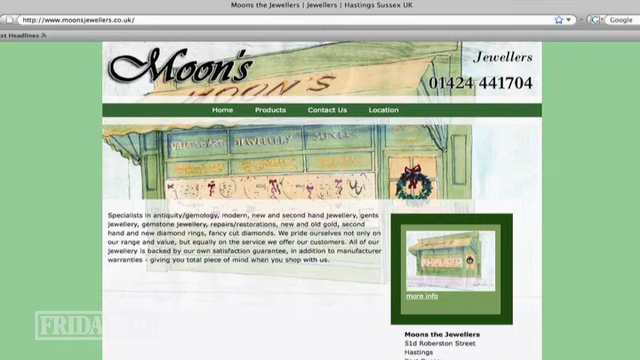 Moons the Jewellers | Jewellers | Hastings Sussex UK
http://www.moonsjewellers.co.uk/
Google
st Headlines
Moon's
Jewellers
01424 441704
MOON'S
Home Products Contact Us Location
JEWELLERY SILVER
Specialists in antiquity/gemology, modern, new and second hand jewellery, gents
jewellery, gemstone jewellery, repairs/restorations, new and old gold, second
hand and new diamond rings, fancy cut diamonds. We pride ourselves not only on
our range and value, but equally on the service we offer our customers. All of our
jewellery is backed by our own satisfaction guarantee, in addition to manufacturer
warranties - giving you total piece of mind when you shop with us.
more info
Moons the Jewellers
51d Roberston Street
Hastings
FRIDA